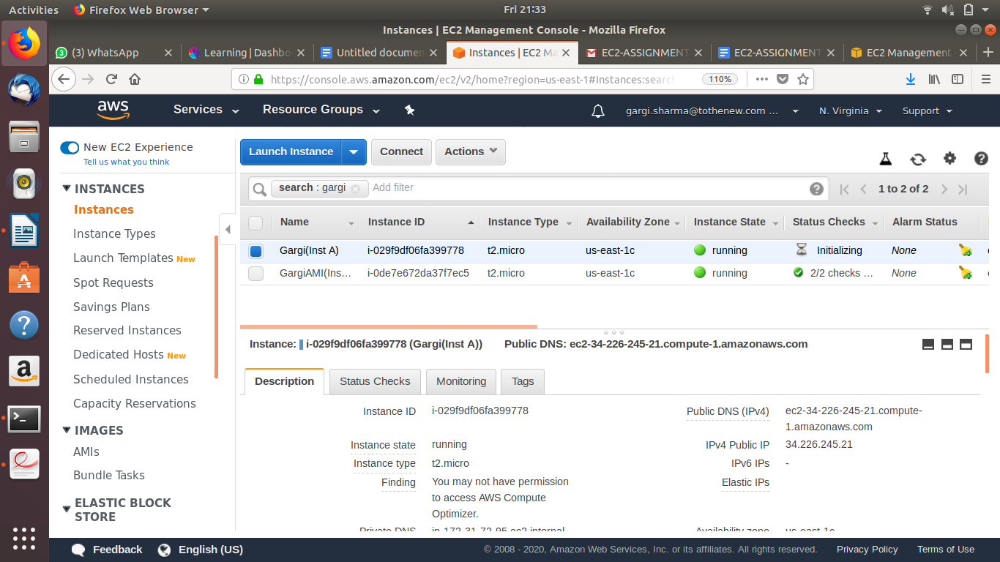 Activities Firefox Web Browser Fri 21:33
Instances | EC2 Management Console - Mozilla Firefox
(3) WhatsApp Learning | Dashbo Untitled documen Instances | EC2 Ma EC2-ASSIGNMENT EC2-ASSIGNMENT EC2 Management
https://console.aws.amazon.com/ec2/v2/home?region=us-east-1#Instances:search 110%
aws Services Resource Groups gargi.sharma@tothenew.com ... N. Virginia Support
New EC2 Experience
Tell us what you think
INSTANCES
Instances
Instance Types
Launch Templates New
Spot Requests
Savings Plans
Reserved Instances
Dedicated Hosts New
Scheduled Instances
Capacity Reservations
IMAGES
AMIs
Bundle Tasks
ELASTIC BLOCK
STORE
Launch Instance Connect Actions
search : gargi Add filter 1 to 2 of 2
Name Instance ID Instance Type Availability Zone Instance State Status Checks Alarm Status
Gargi(Inst A) i-029f9df06fa399778 t2.micro us-east-1c running Initializing None
GargiAMI(Ins... i-0de7e672da37f7ec5 t2.micro us-east-1c running 2/2 checks ... None
Instance: i-029f9df06fa399778 (Gargi(Inst A)) Public DNS: ec2-34-226-245-21.compute-1.amazonaws.com
Description Status Checks Monitoring Tags
Instance ID i-029f9df06fa399778 Public DNS (IPv4) ec2-34-226-245-21.compute-
1.amazonaws.com
Instance state running IPv4 Public IP 34.226.245.21
Instance type t2.micro IPv6 IPs -
Finding You may not have permission Elastic IPs
to access AWS Compute
Optimizer.
Private DNS ip-172-31-72-95.ec2.internal Availability zone us-east-1c
Feedback English (US) © 2008 - 2020, Amazon Web Services, Inc. or its affiliates. All rights reserved. Privacy Policy Terms of Use